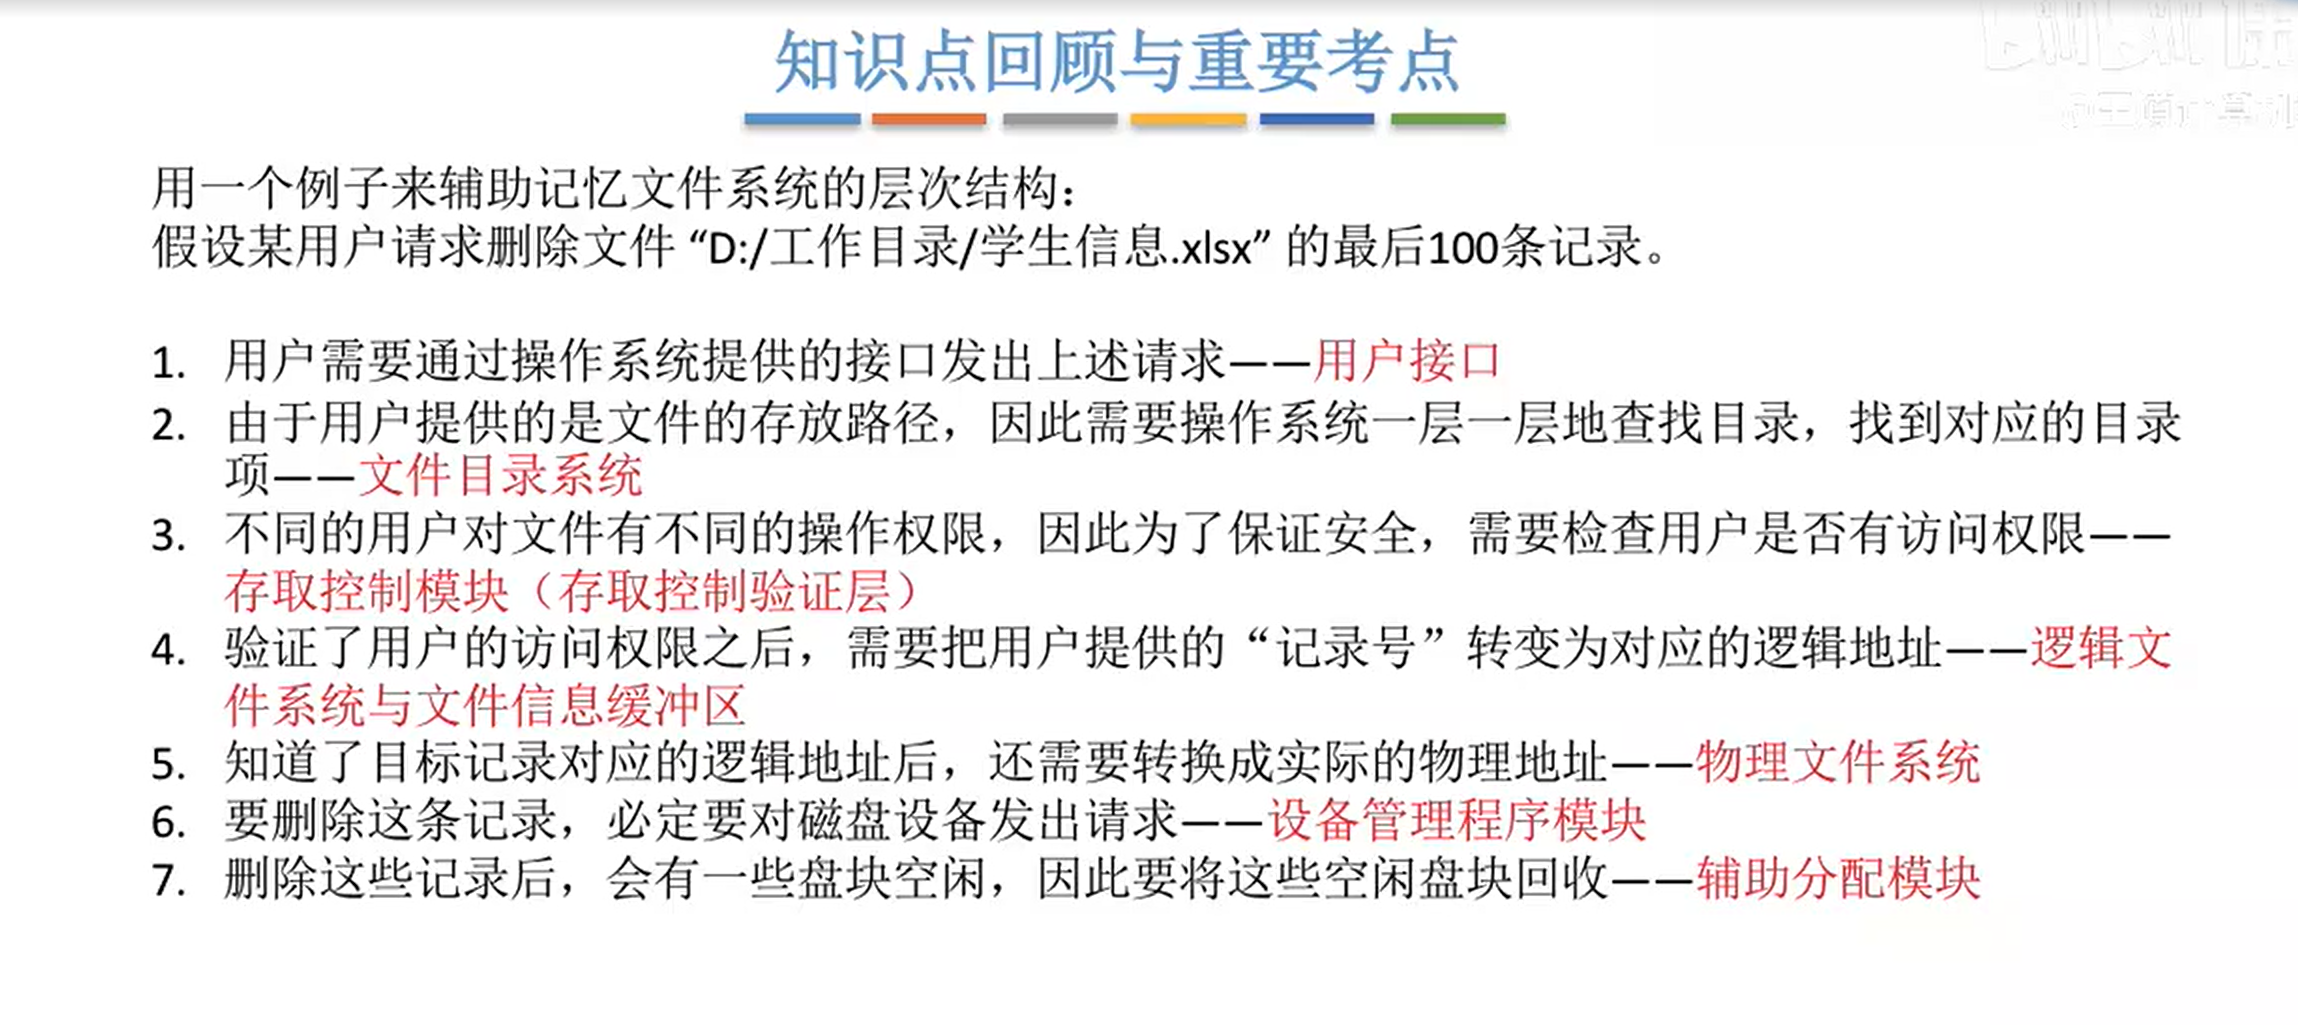 知识点回顾与重要考点
用一个例子来辅助记忆文件系统的层次结构：
假设某用户请求删除文件 “D:/工作目录/学生信息.xlsx” 的最后100条记录。
1. 用户需要通过操作系统提供的接口发出上述请求——用户接口
2. 由于用户提供的是文件的存放路径，因此需要操作系统一层一层地查找目录，找到对应的目录
项——文件目录系统
3. 不同的用户对文件有不同的操作权限，因此为了保证安全，需要检查用户是否有访问权限——
存取控制模块（存取控制验证层）
4. 验证了用户的访问权限之后，需要把用户提供的“记录号”转变为对应的逻辑地址——逻辑文
件系统与文件信息缓冲区
5. 知道了目标记录对应的逻辑地址后，还需要转换成实际的物理地址——物理文件系统
6. 要删除这条记录，必定要对磁盘设备发出请求——设备管理程序模块
7. 删除这些记录后，会有一些盘块空闲，因此要将这些空闲盘块回收——辅助分配模块